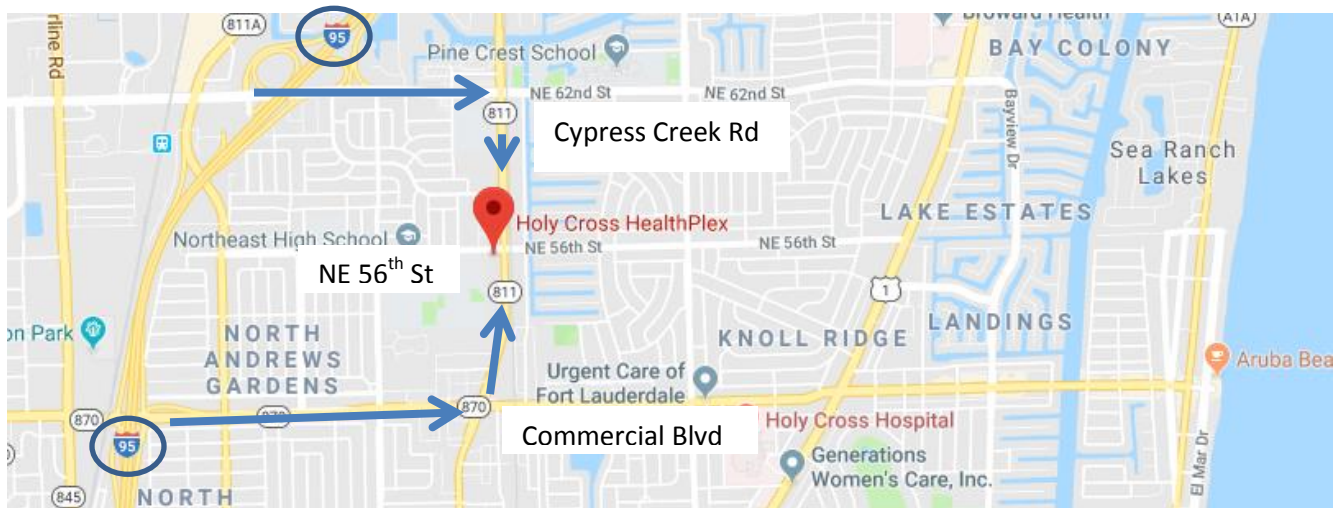 811A
95
rline Rd
Pine Crest School
Broward Health
A1A
BAY COLONY
NE 62nd St
NE 62nd St
811
Cypress Creek Rd
Bayview Dr
Sea Ranch
Lakes
Holy Cross HealthPlex
LAKE ESTATES
Northeast High School
NE 56th St
NE 56th St
NE 56th St
811
1
on Park
NORTH
ANDREWS
GARDENS
KNOLL RIDGE
LANDINGS
Urgent Care of
Fort Lauderdale
Aruba Bea
870
870
870
95
Commercial Blvd
Holy Cross Hospital
Generations
Women's Care, Inc.
El Mar Dr
845
NORTH